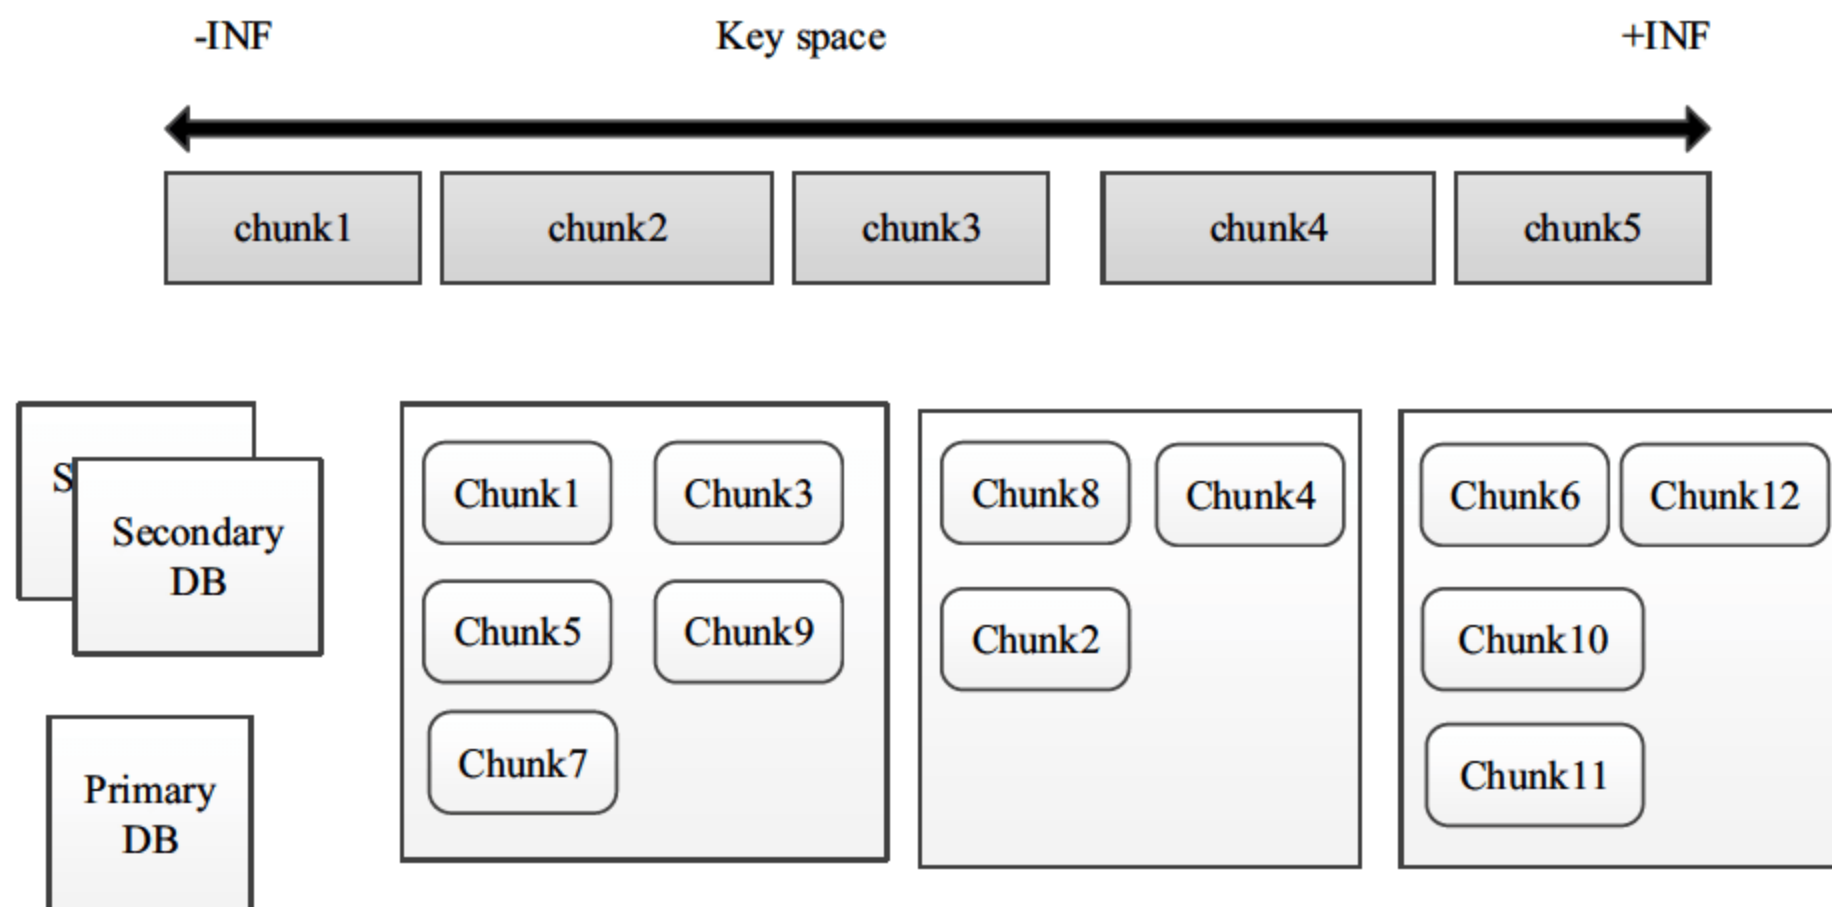 -INF Key space +INF
chunk1 chunk2 chunk3 chunk4 chunk5
Secondary
DB
Primary
DB
Chunk1 Chunk3
Chunk5 Chunk9
Chunk7
Chunk8 Chunk4
Chunk2
Chunk6 Chunk12
Chunk10
Chunk11